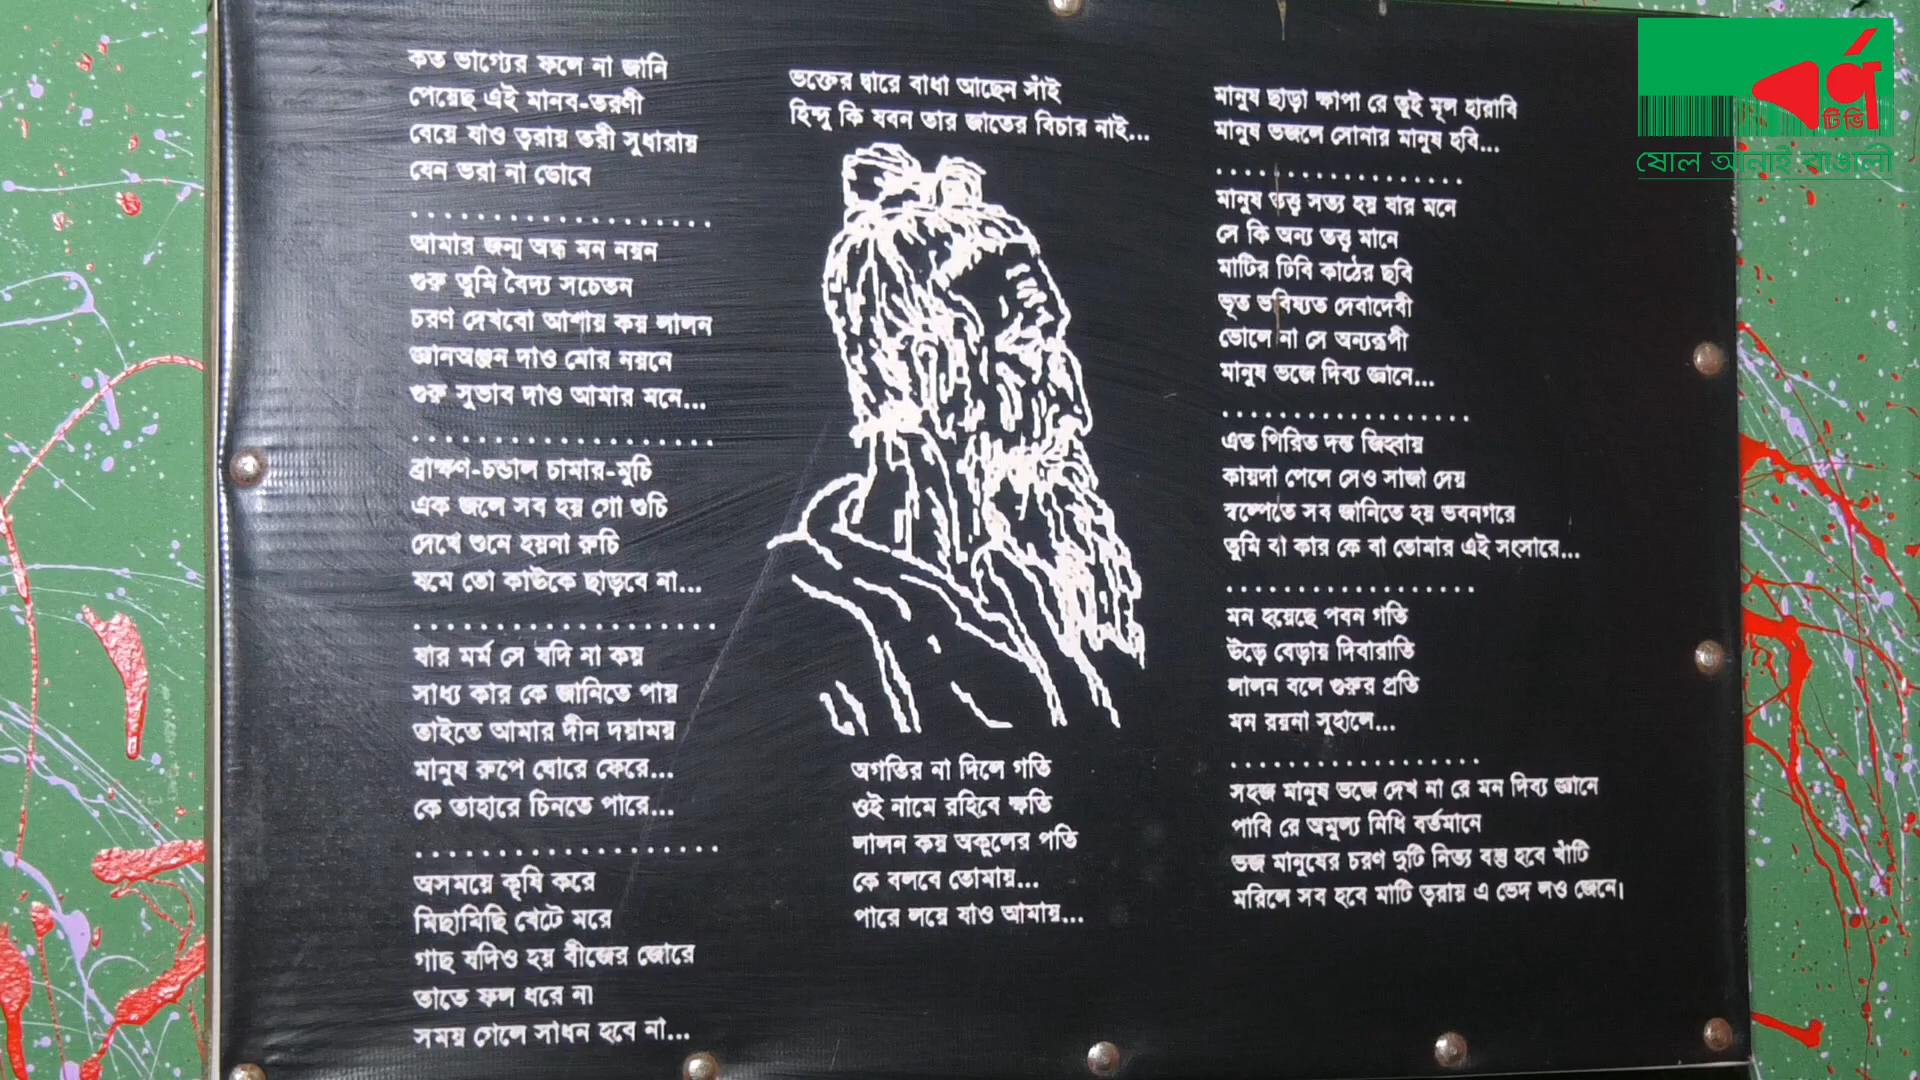 কত ভাগ্যের ফলে না জানি
পেয়েছ এই মানব-তরণী
বেয়ে যাও ত্বরায় তরী সুধারায়
যেন ভরা না ডোবে
.....................
আমার জন্ম অন্ধ মন নয়ন
গুরু তুমি বৈদ্য সচেতন
চরণ দেখবো আশায় কয় লালন
জ্ঞানঅঞ্জন দাও মোর নয়নে
গুরু সুভাব দাও আমার মনে...
.....................
ব্রাহ্মণ-চন্ডাল চামার-মুচি
এক জলে সব হয় গো শুচি
দেখে শুনে হয়না রুচি
যমে তো কাউকে ছাড়বে না...
.....................
যার মর্ম সে যদি না কয়
সাধ্য কার কে জানিতে পায়
তাইতে আমার দীন দয়াময়
মানুষ রুপে ঘোরে ফেরে...
কে তাহারে চিনতে পারে...
.....................
অসময়ে কৃষি করে
মিছামিছি খেটে মরে
গাছ যদিও হয় বীজের জোরে
তাতে ফল ধরে না
সময় গেলে সাধন হবে না...
ভক্তের দ্বারে বাধা আছেন সাঁই
হিন্দু কি যবন তার জাতের বিচার নাই...
অগতির না দিলে গতি
ওই নামে রহিবে ক্ষতি
লালন কয় অকূলের পতি
কে বলবে তোমায়...
পারে লয়ে যাও আমায়...
মানুষ ছাড়া ক্ষাপা রে তুই মূল হারাবি
মানুষ ভজলে সোনার মানুষ হবি...
..................
মানুষ তত্ত্ব সত্য হয় যার মনে
সে কি অন্য তত্ত্ব মানে
মাটির ঢিবি কাঠের ছবি
ভূত ভবিষ্যত দেবাদেবী
ভোলে না সে অন্যরূপী
মানুষ ভজে দিব্য জ্ঞানে...
..................
এত পিরিত দন্ত জিহ্বায়
কায়দা পেলে সেও সাজা দেয়
স্বল্পেতে সব জানিতে হয় ভবনগরে
তুমি বা কার কে বা তোমার এই সংসারে...
..................
মন হয়েছে পবন গতি
উড়ে বেড়ায় দিবারাতি
লালন বলে গুরুর প্রতি
মন রয়না সুহালে...
..................
সহজ মানুষ ভজে দেখ না রে মন দিব্য জ্ঞানে
পাবি রে অমূল্য নিধি বর্তমানে
ভজ মানুষের চরণ দুটি নিত্য বস্তু হবে খাঁটি
মরিলে সব হবে মাটি ত্বরায় এ ভেদ লও জেনে।
টিভি
ষোল আনাই বাঙালী